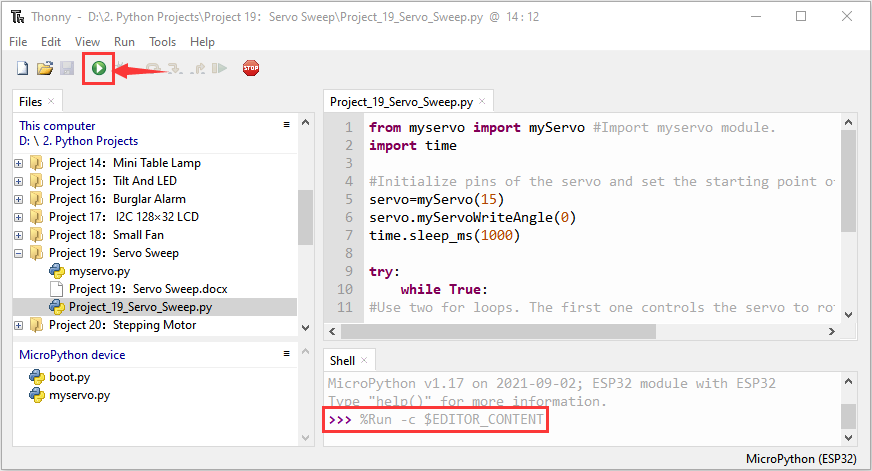 Thonny - D:\2. Python Projects\Project 19：Servo Sweep\Project_19_Servo_Sweep.py @ 14 : 12
File Edit View Run Tools Help
STOP
Files
This computer
D: \ 2. Python Projects
Project 14：Mini Table Lamp
Project 15：Tilt And LED
Project 16：Burglar Alarm
Project 17： I2C 128×32 LCD
Project 18：Small Fan
Project 19：Servo Sweep
myservo.py
Project 19：Servo Sweep.docx
Project_19_Servo_Sweep.py
Project 20：Stepping Motor
MicroPython device
boot.py
myservo.py
Project_19_Servo_Sweep.py
1 from myservo import myServo #Import myservo module.
2 import time
3
4 #Initialize pins of the servo and set the starting point o
5 servo=myServo(15)
6 servo.myServoWriteAngle(0)
7 time.sleep_ms(1000)
8
9 try:
10 while True:
11 #Use two for loops. The first one controls the servo to ro
Shell
MicroPython v1.17 on 2021-09-02; ESP32 module with ESP32
Type "help()" for more information.
>>> %Run -c $EDITOR_CONTENT
MicroPython (ESP32)